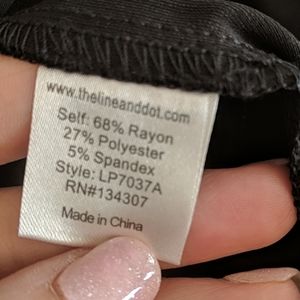 www.thelineanddot.com
Self: 68% Rayon
27% Polyester
5% Spandex
Style: LP7037A
RN#134307
Made in China